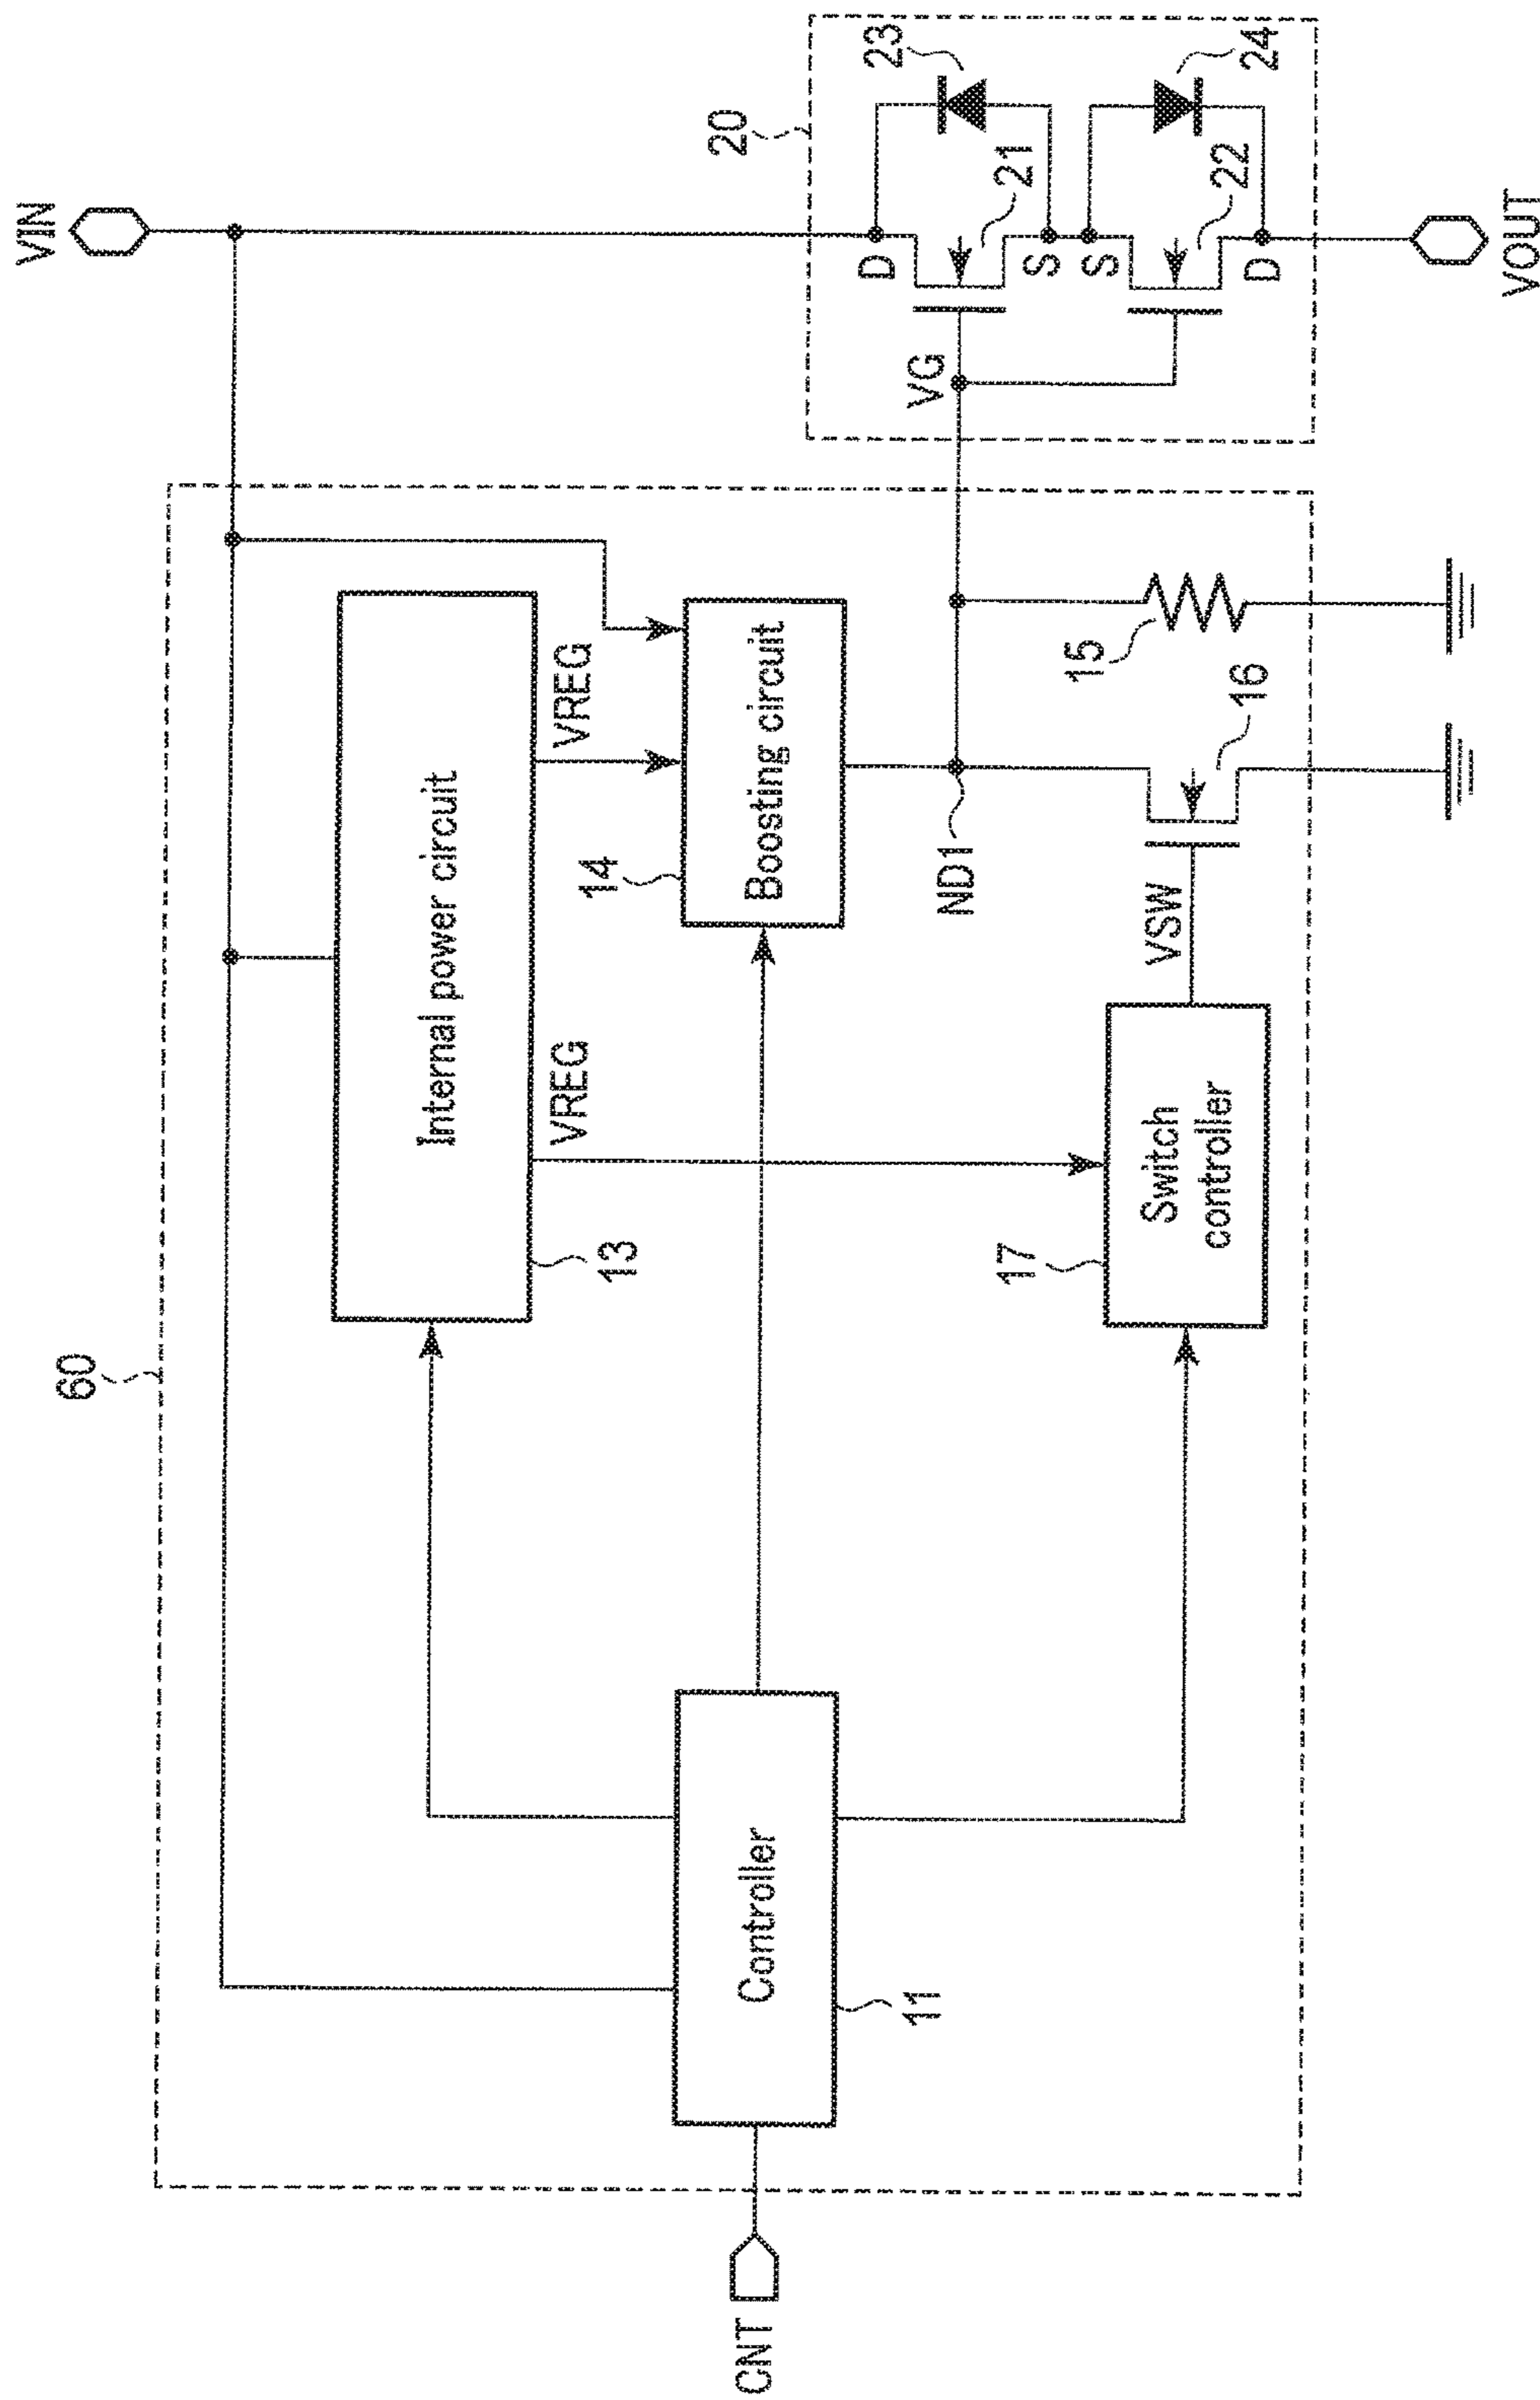 VIN
60
20
Internal power circuit
13
VREG
VREG
14
Boosting circuit
Controller
11
CNT
ND1
VG
D
S
S
D
21
22
23
24
15
16
VSW
17
Switch
controller
VOUT